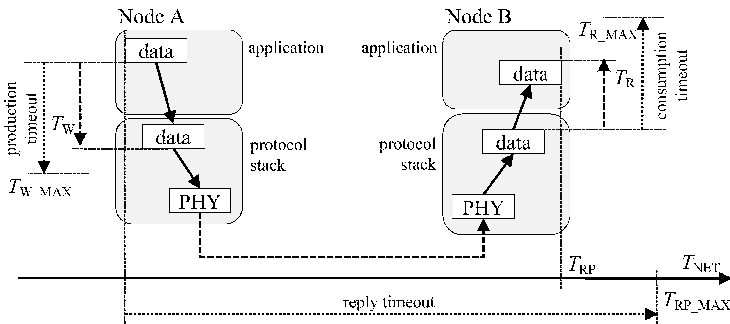 Node A
Node B
data
application
application
data
T_R_MAX
T_R
consumption
timeout
production
timeout
T_W
data
protocol
stack
protocol
stack
data
T_W_MAX
PHY
PHY
T_RP
T_NET
reply timeout
T_RP_MAX